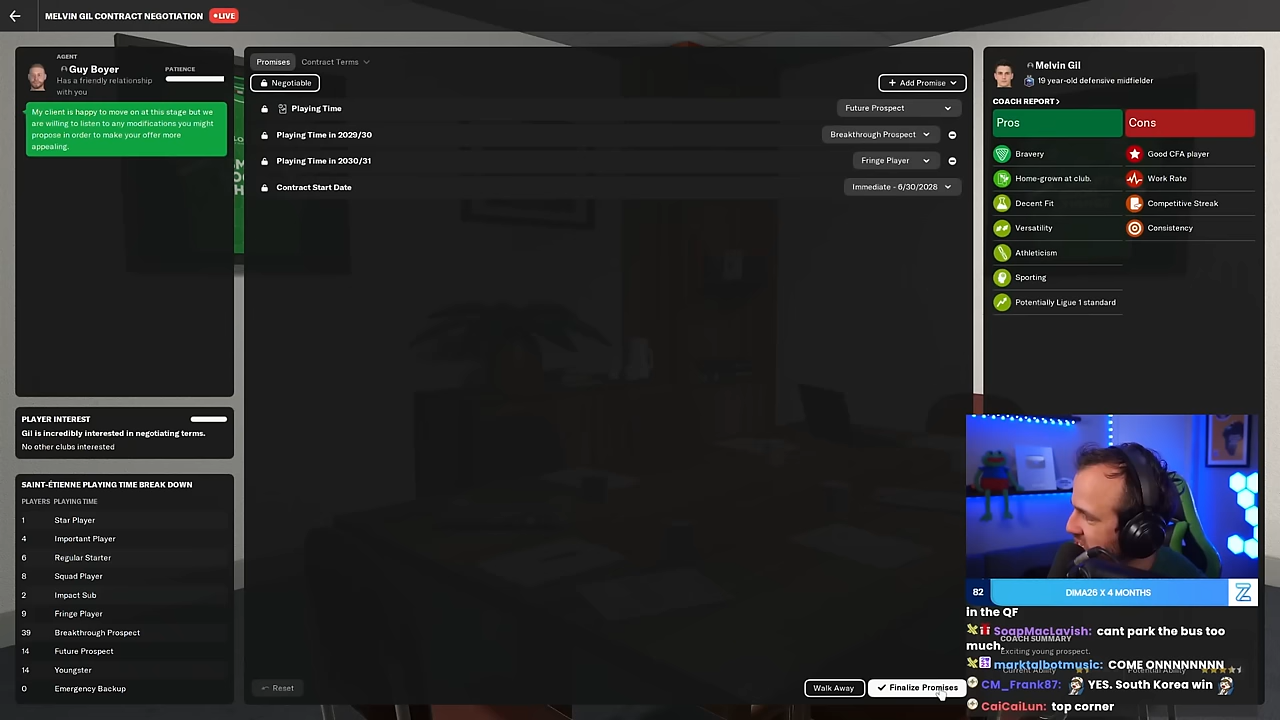 MELVIN GIL CONTRACT NEGOTIATION
LIVE
AGENT
Guy Boyer
Has a friendly relationship
with you
PATIENCE
My client is happy to move on at this stage but we
are willing to listen to any modifications you might
propose in order to make your offer more
appealing.
PLAYER INTEREST
Gil is incredibly interested in negotiating terms.
No other clubs interested
SAINT-ÉTIENNE PLAYING TIME BREAK DOWN
PLAYERS PLAYING TIME
1 Star Player
4 Important Player
6 Regular Starter
8 Squad Player
2 Impact Sub
9 Fringe Player
39 Breakthrough Prospect
14 Future Prospect
14 Youngster
0 Emergency Backup
Promises Contract Terms
Negotiable
+ Add Promise
Playing Time Future Prospect
Playing Time in 2029/30 Breakthrough Prospect
Playing Time in 2030/31 Fringe Player
Contract Start Date Immediate - 6/30/2028
Reset
Walk Away
Finalize Promises
Melvin Gil
19 year-old defensive midfielder
COACH REPORT
Pros Cons
Bravery Good CFA player
Home-grown at club. Work Rate
Decent Fit Competitive Streak
Versatility Consistency
Athleticism
Sporting
Potentially Ligue 1 standard
82 DIMA26 X 4 MONTHS
in the QF
SoapMacLavish: cant park the bus too
much.
COACH SUMMARY
Exciting young prospect.
marktalbotmusic: COME ONNNNNNNN
CM_Frank87: YES. South Korea win
CaiCaiLun: top corner